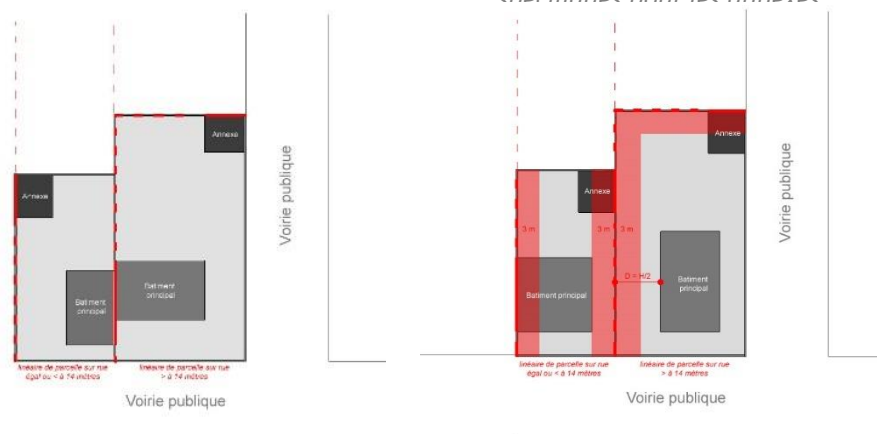 Annexe
Annexe
Voirie publique
Batiment
principal
Batiment
principal
linéaire de parcelle sur rue
égal ou < à 14 mètres
linéaire de parcelle sur rue
> à 14 mètres
Voirie publique
Annexe
Annexe
Voirie publique
3 m
3 m
3 m
D = H/2
Batiment principal
Batiment
principal
linéaire de parcelle sur rue
égal ou < à 14 mètres
linéaire de parcelle sur rue
> à 14 mètres
Voirie publique